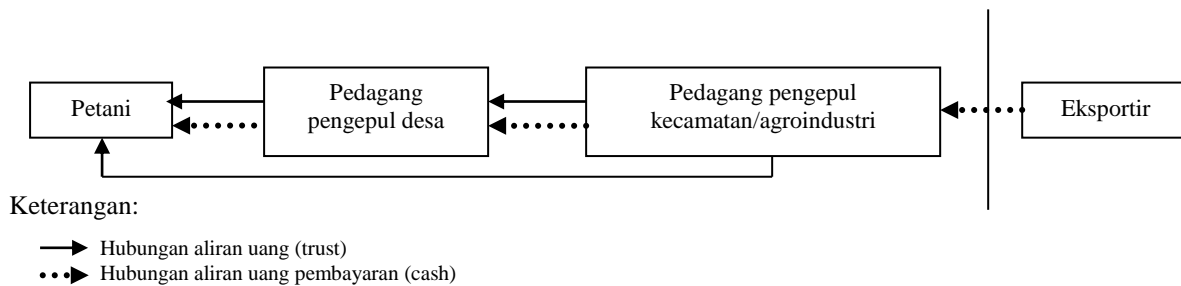 Petani
Pedagang
pengepul desa
Pedagang pengepul
kecamatan/agroindustri
Eksportir
Keterangan:
Hubungan aliran uang (trust)
Hubungan aliran uang pembayaran (cash)